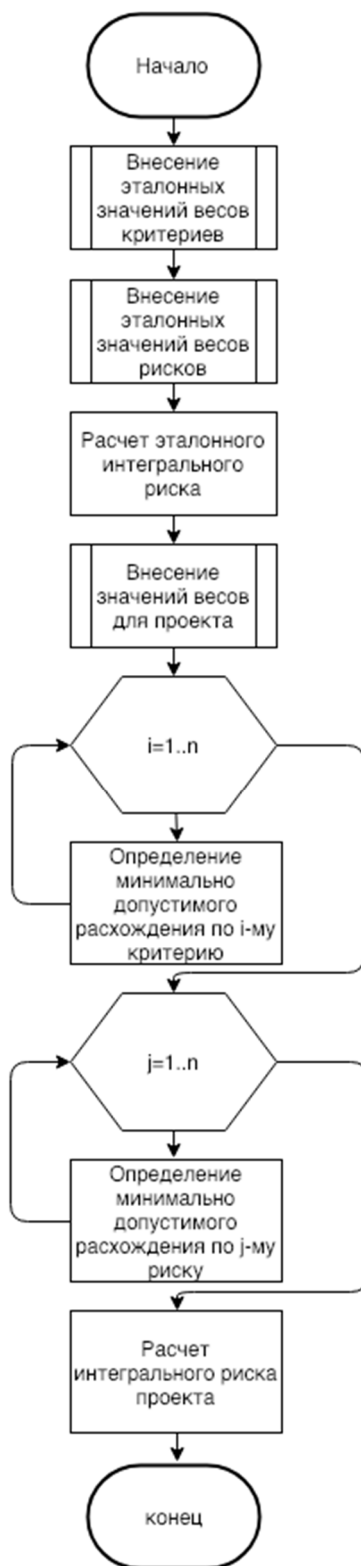 Начало
Внесение
эталонных
значений весов
критериев
Внесение
эталонных
значений весов
рисков
Расчет эталонного
интегрального
риска
Внесение
значений весов
для проекта
i=1..n
Определение
минимально
допустимого
расхождения по i-му
критерию
j=1..n
Определение
минимально
допустимого
расхождения по j-му
риску
Расчет
интегрального риска
проекта
конец